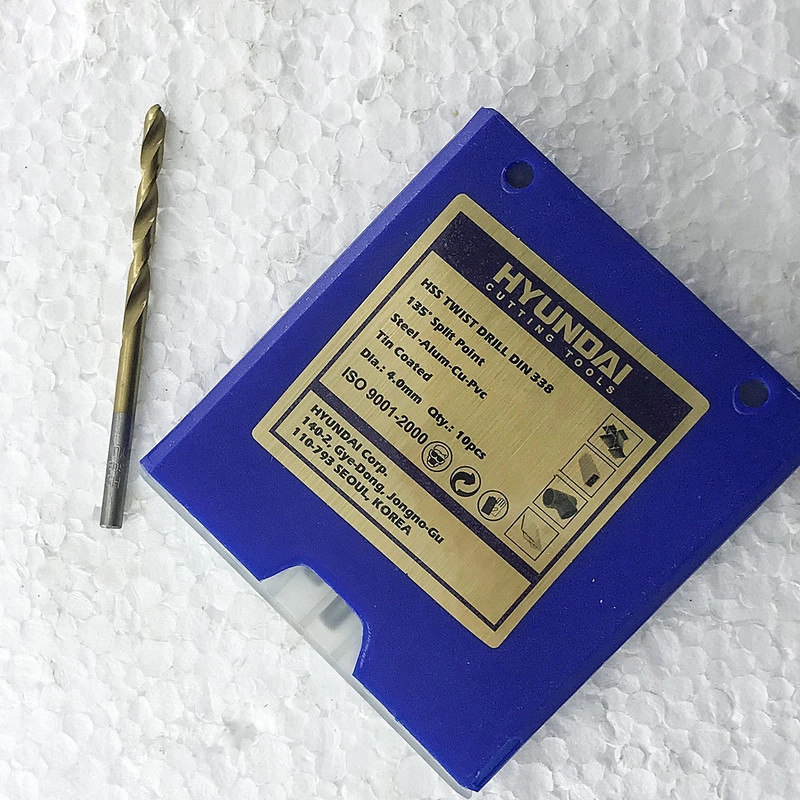 HYUNDAI
CUTTING TOOLS
HSS TWIST DRILL DIN 338
135° Split Point
Steel-Alum-Cu-Pvc
Tin Coated
Dia.: 4.0mm Qty.: 10pcs
ISO 9001-2000
HYUNDAI Corp.
140-2, Gye-Dong, Jongno-Gu
110-793 SEOUL, KOREA